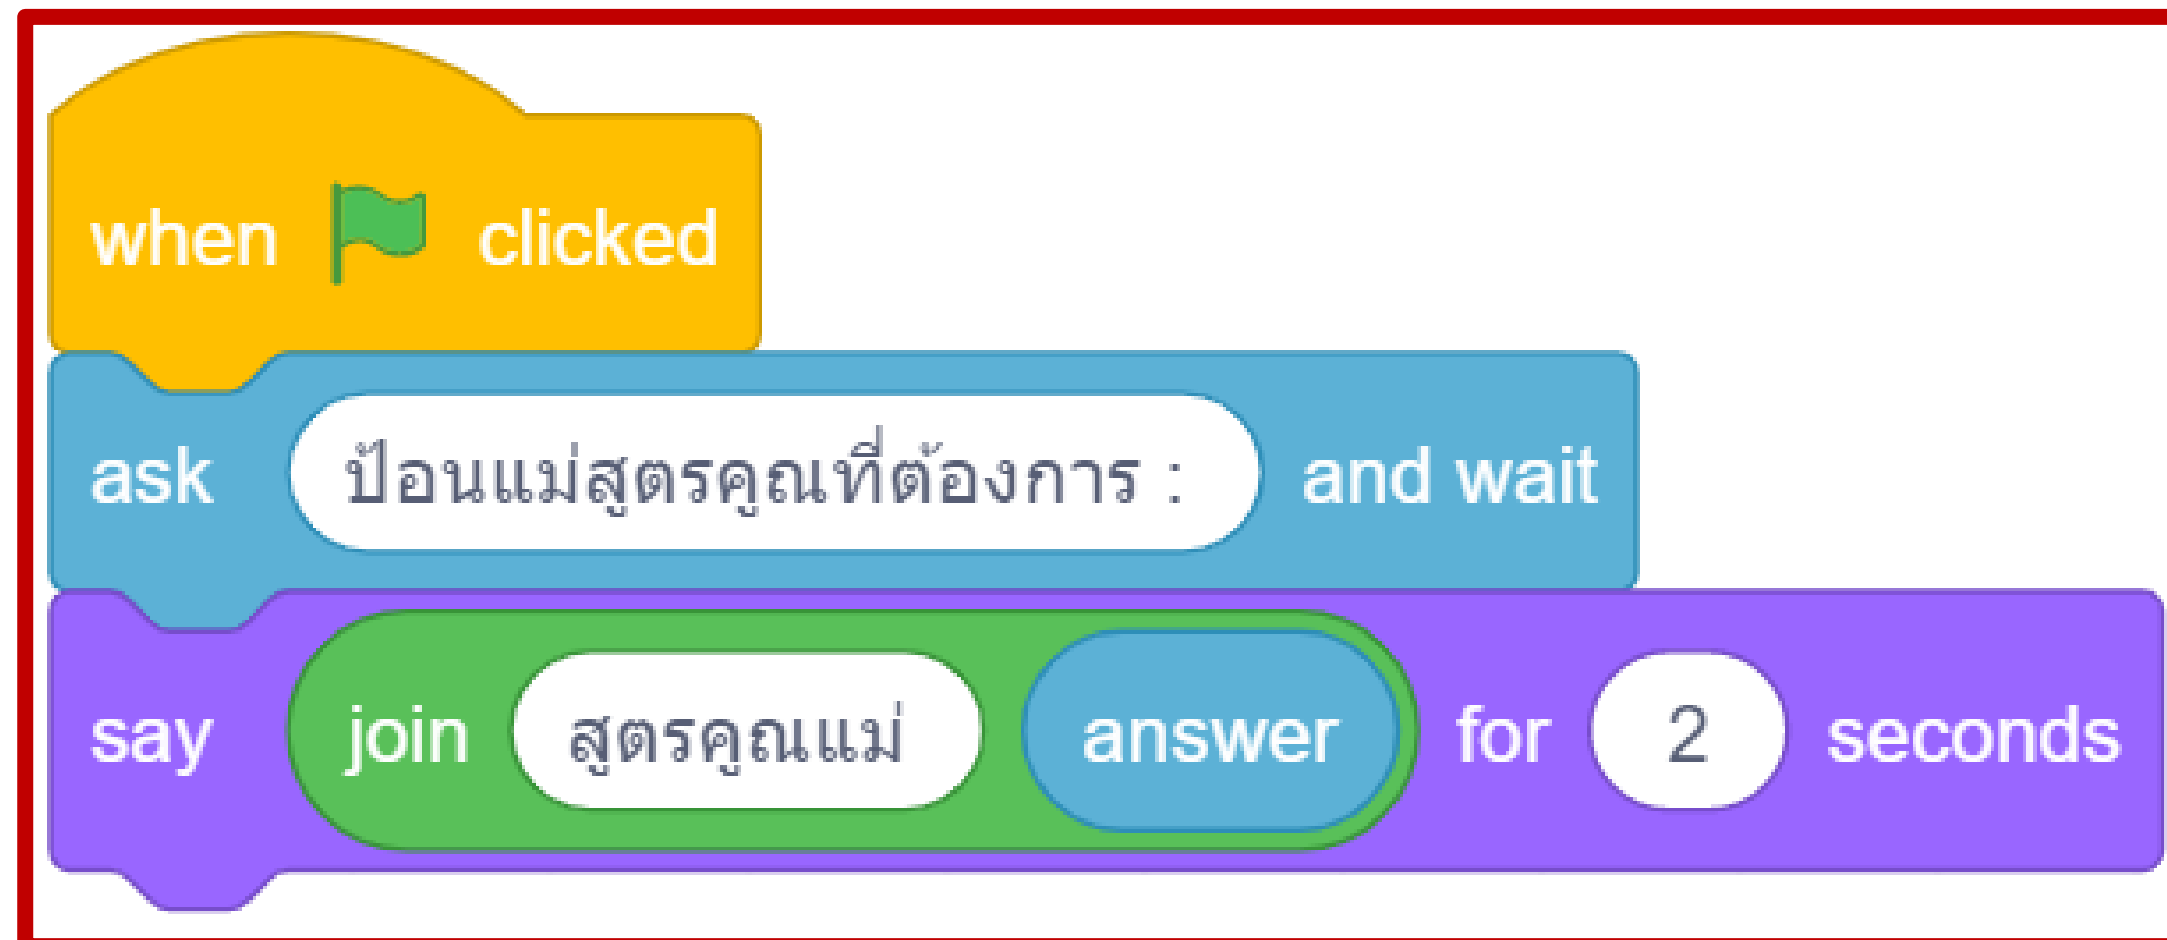 when clicked
ask ป้อนแม่สูตรคูณที่ต้องการ : and wait
say join สูตรคูณแม่ answer for 2 seconds